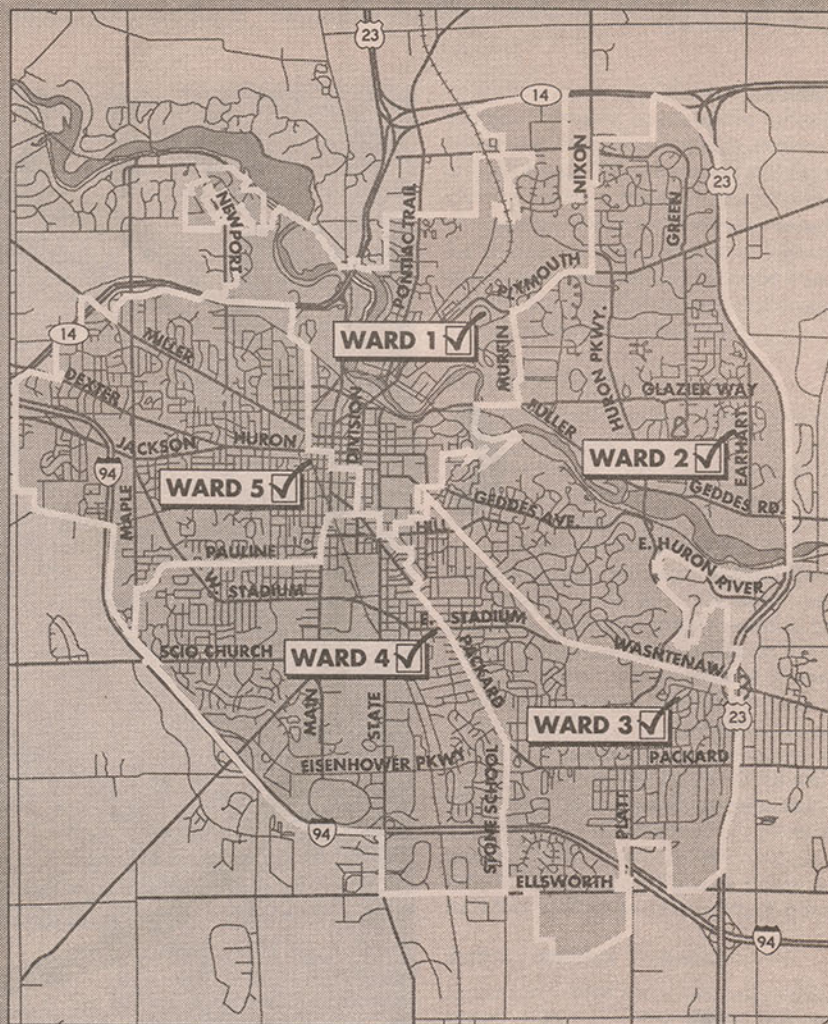 23
14
NIXON
23
NEWPORT
PONTIAC TRAIL
GREEN
PLYMOUTH
14
WARD 1
MILLER
MURFIN
HURON PKWY.
DEXTER
GLAZIER WAY
DIVISION
FULLER
JACKSON
HURON
EARHART
94
WARD 2
WARD 5
GEDDES RD.
MAPLE
GEDDES AVE.
HILL
PAULINE
E. HURON RIVER
W. STADIUM
E. STADIUM
SCIO CHURCH
WASHTENAW
WARD 4
PACKARD
MAIN
STATE
WARD 3
23
EISENHOWER PKWY.
PACKARD
STONE SCHOOL
PLATT
94
ELLSWORTH
94